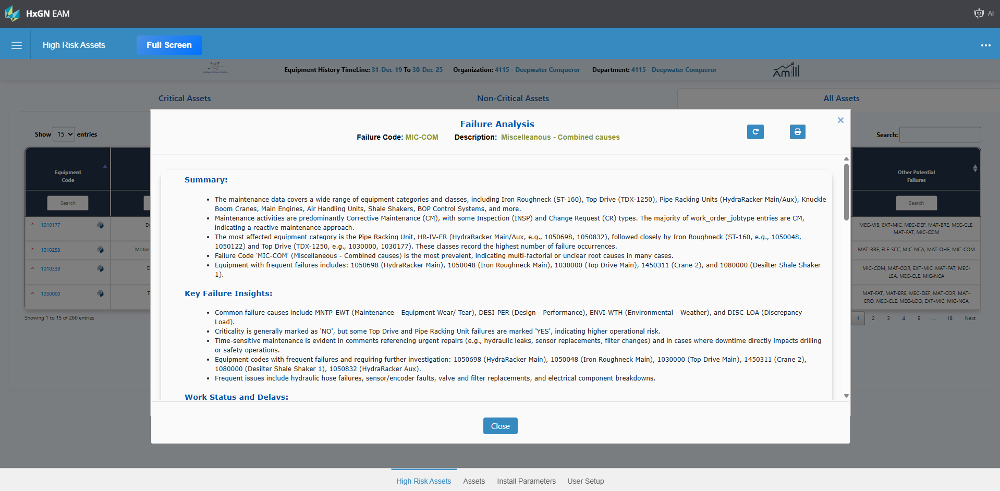 HxGN EAM
AI
High Risk Assets
Full Screen
Equipment History TimeLine: 31-Dec-19 To 30-Dec-25 Organization: 4115 - Deepwater Conqueror Department: 4115 - Deepwater Conqueror
Amill
Critical Assets
Non-Critical Assets
All Assets
Show 15 entries
Search:
Failure Analysis
Failure Code: MIC-COM Description: Miscelleanous - Combined causes
Equipment
Code
Search
1010177
1010258
Motor
1010339
D
1030000
Showing 1 to 15 of 260 entries
Summary:
• The maintenance data covers a wide range of equipment categories and classes, including Iron Roughneck (ST-160), Top Drive (TDX-1250), Pipe Racking Units (HydraRacker Main/Aux), Knuckle
Boom Cranes, Main Engines, Air Handling Units, Shale Shakers, BOP Control Systems, and more.
• Maintenance activities are predominantly Corrective Maintenance (CM), with some Inspection (INSP) and Change Request (CR) types. The majority of work_order_jobtype entries are CM,
indicating a reactive maintenance approach.
• The most affected equipment category is the Pipe Racking Unit, HR-IV-ER (HydraRacker Main/Aux, e.g., 1050698, 1050832), followed closely by Iron Roughneck (ST-160, e.g., 1050048,
1050122) and Top Drive (TDX-1250, e.g., 1030000, 1030177). These classes record the highest number of failure occurrences.
• Failure Code 'MIC-COM' (Miscellaneous - Combined causes) is the most prevalent, indicating multi-factorial or unclear root causes in many cases.
• Equipment with frequent failures includes: 1050698 (HydraRacker Main), 1050048 (Iron Roughneck Main), 1030000 (Top Drive Main), 1450311 (Crane 2), and 1080000 (Desilter Shale Shaker
1).
Key Failure Insights:
• Common failure causes include MNTP-EWT (Maintenance - Equipment Wear/ Tear), DESI-PER (Design - Performance), ENVI-WTH (Environmental - Weather), and DISC-LOA (Discrepancy -
Load).
• Criticality is generally marked as 'NO', but some Top Drive and Pipe Racking Unit failures are marked 'YES', indicating higher operational risk.
• Time-sensitive maintenance is evident in comments referencing urgent repairs (e.g., hydraulic leaks, sensor replacements, filter changes) and in cases where downtime directly impacts drilling
or safety operations.
• Equipment codes with frequent failures and requiring further investigation: 1050698 (HydraRacker Main), 1050048 (Iron Roughneck Main), 1030000 (Top Drive Main), 1450311 (Crane 2),
1080000 (Desilter Shale Shaker 1), 1050832 (HydraRacker Aux).
• Frequent issues include hydraulic hose failures, sensor/encoder faults, valve and filter replacements, and electrical component breakdowns.
Work Status and Delays:
Close
Other Potential
Failures
Search
MEC-VIB, EXT-MIC, MEC-DEF, MAT-BRE, MEC-CLE,
MAT-FAT, MIC-COM
MAT-BRE, ELE-SCC, MIC-NCA, MAT-OHE, MIC-COM
MIC-COM, MAT-COR, EXT-MIC, MAT-FAT, MEC-
LEA, MEC-CLE, MIC-NCA
MAT-FAT, MAT-BRE, MEC-DEF, MAT-COR, MAT-
ERO, MEC-CLE, MEC-LOO, EXT-MIC, MIC-NCA
1 2 3 4 5 ... 18 Next
High Risk Assets Assets Install Parameters User Setup